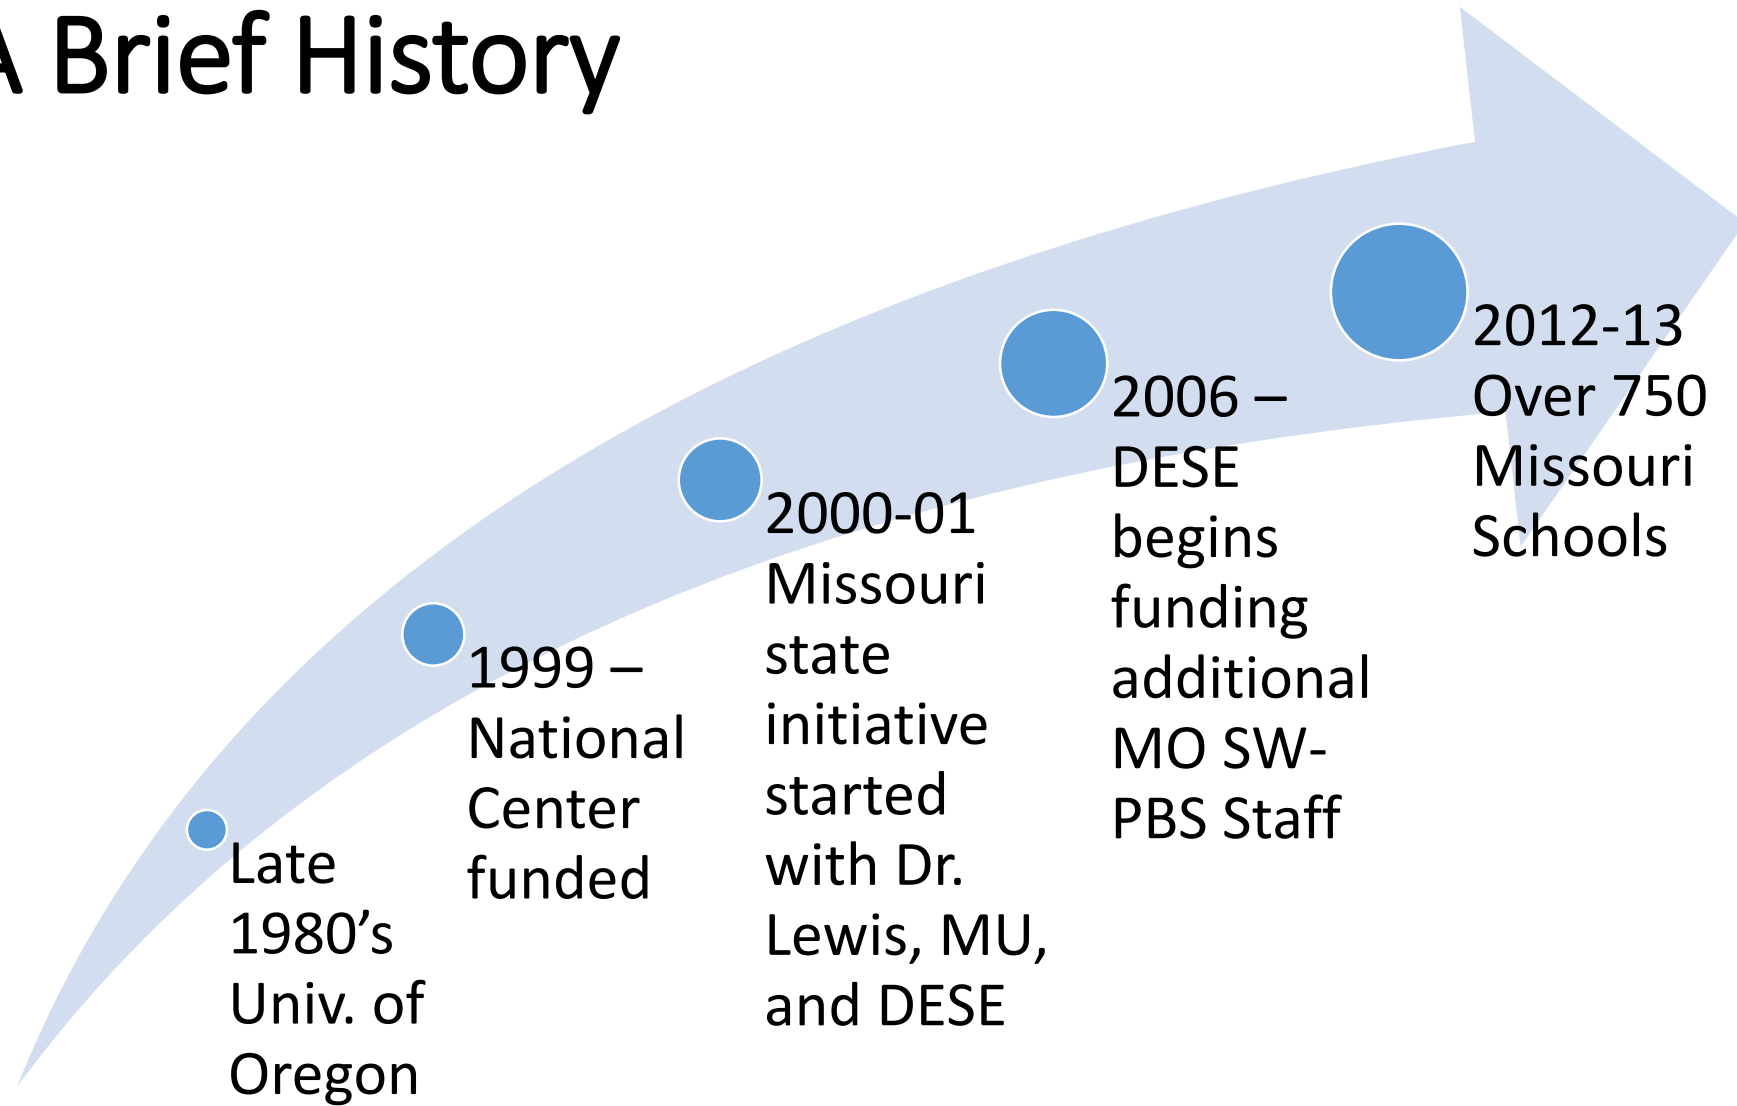 A Brief History
Late
1980’s
Univ. of
Oregon
1999 –
National
Center
funded
2000-01
Missouri
state
initiative
started
with Dr.
Lewis, MU,
and DESE
2006 –
DESE
begins
funding
additional
MO SW-
PBS Staff
2012-13
Over 750
Missouri
Schools